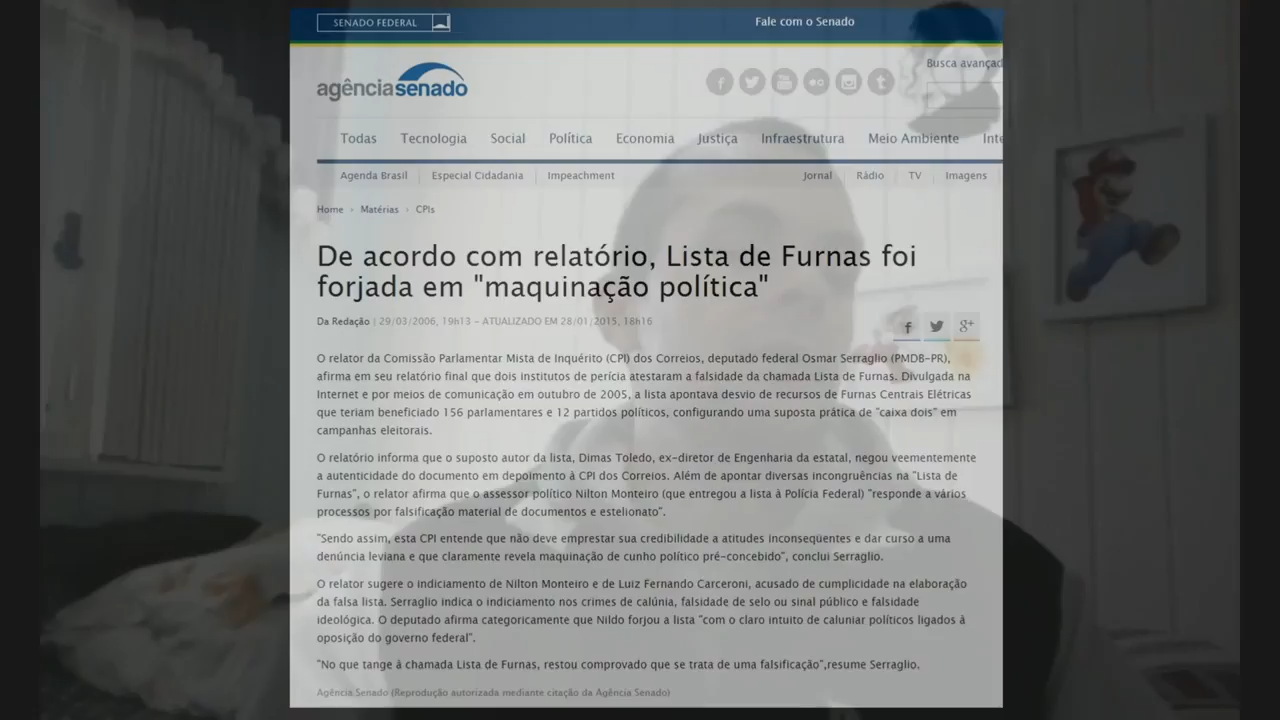 SENADO FEDERAL
Fale com o Senado
Busca avançad
agênciasenado
Todas Tecnologia Social Política Economia Justiça Infraestrutura Meio Ambiente Inte
Agenda Brasil Especial Cidadania Impeachment Jornal Rádio TV Imagens
Home › Matérias › CPIs
De acordo com relatório, Lista de Furnas foi
forjada em "maquinação política"
Da Redação | 29/03/2006, 19h13 - ATUALIZADO EM 28/01/2015, 18h16
O relator da Comissão Parlamentar Mista de Inquérito (CPI) dos Correios, deputado federal Osmar Serraglio (PMDB-PR),
afirma em seu relatório final que dois institutos de perícia atestaram a falsidade da chamada Lista de Furnas. Divulgada na
Internet e por meios de comunicação em outubro de 2005, a lista apontava desvio de recursos de Furnas Centrais Elétricas
que teriam beneficiado 156 parlamentares e 12 partidos políticos, configurando uma suposta prática de "caixa dois" em
campanhas eleitorais.
O relatório informa que o suposto autor da lista, Dimas Toledo, ex-diretor de Engenharia da estatal, negou veementemente
a autenticidade do documento em depoimento à CPI dos Correios. Além de apontar diversas incongruências na "Lista de
Furnas", o relator afirma que o assessor político Nilton Monteiro (que entregou a lista à Polícia Federal) "responde a vários
processos por falsificação material de documentos e estelionato".
"Sendo assim, esta CPI entende que não deve emprestar sua credibilidade a atitudes inconseqüentes e dar curso a uma
denúncia leviana e que claramente revela maquinação de cunho político pré-concebido", conclui Serraglio.
O relator sugere o indiciamento de Nilton Monteiro e de Luiz Fernando Carceroni, acusado de cumplicidade na elaboração
da falsa lista. Serraglio indica o indiciamento nos crimes de calúnia, falsidade de selo ou sinal público e falsidade
ideológica. O deputado afirma categoricamente que Nildo forjou a lista "com o claro intuito de caluniar políticos ligados à
oposição do governo federal".
"No que tange à chamada Lista de Furnas, restou comprovado que se trata de uma falsificação",resume Serraglio.
Agência Senado (Reprodução autorizada mediante citação da Agência Senado)